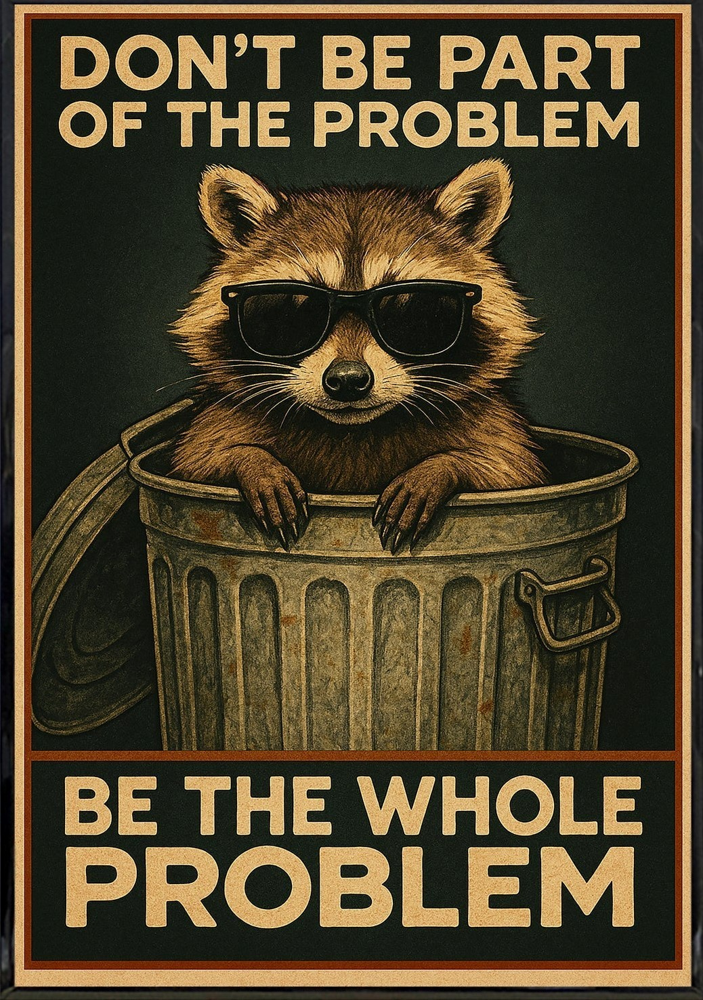 DON'T BE PART
OF THE PROBLEM
BE THE WHOLE
PROBLEM